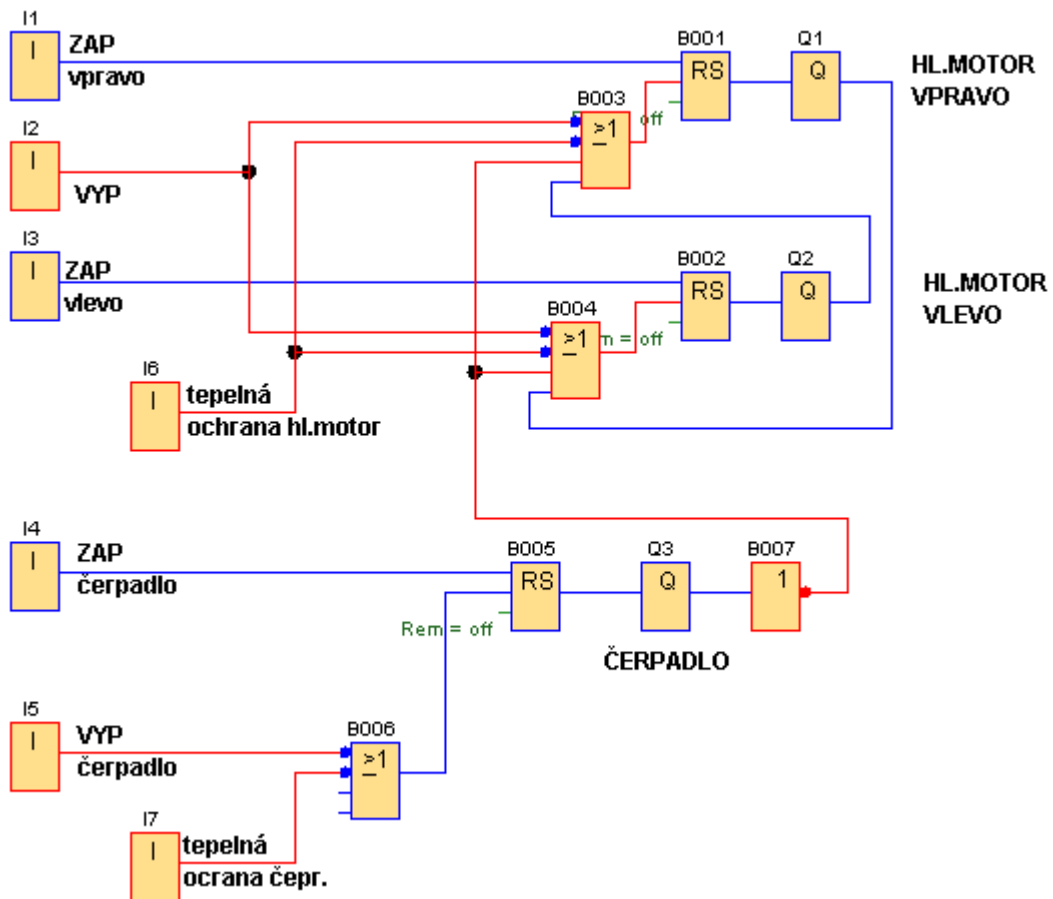 I1
I
ZAP
vpravo
B001
RS
Q1
Q
HL.MOTOR
VPRAVO
B003
off
>1
I2
I
VYP
I3
I
ZAP
vlevo
B002
RS
Q2
Q
HL.MOTOR
VLEVO
B004
>1
= off
I6
I
tepelná
ochrana hl.motor
I4
I
ZAP
čerpadlo
B005
RS
Rem = off
Q3
Q
B007
1
ČERPADLO
I5
I
VYP
čerpadlo
B006
>1
I7
I
tepelná
ocrana čepr.